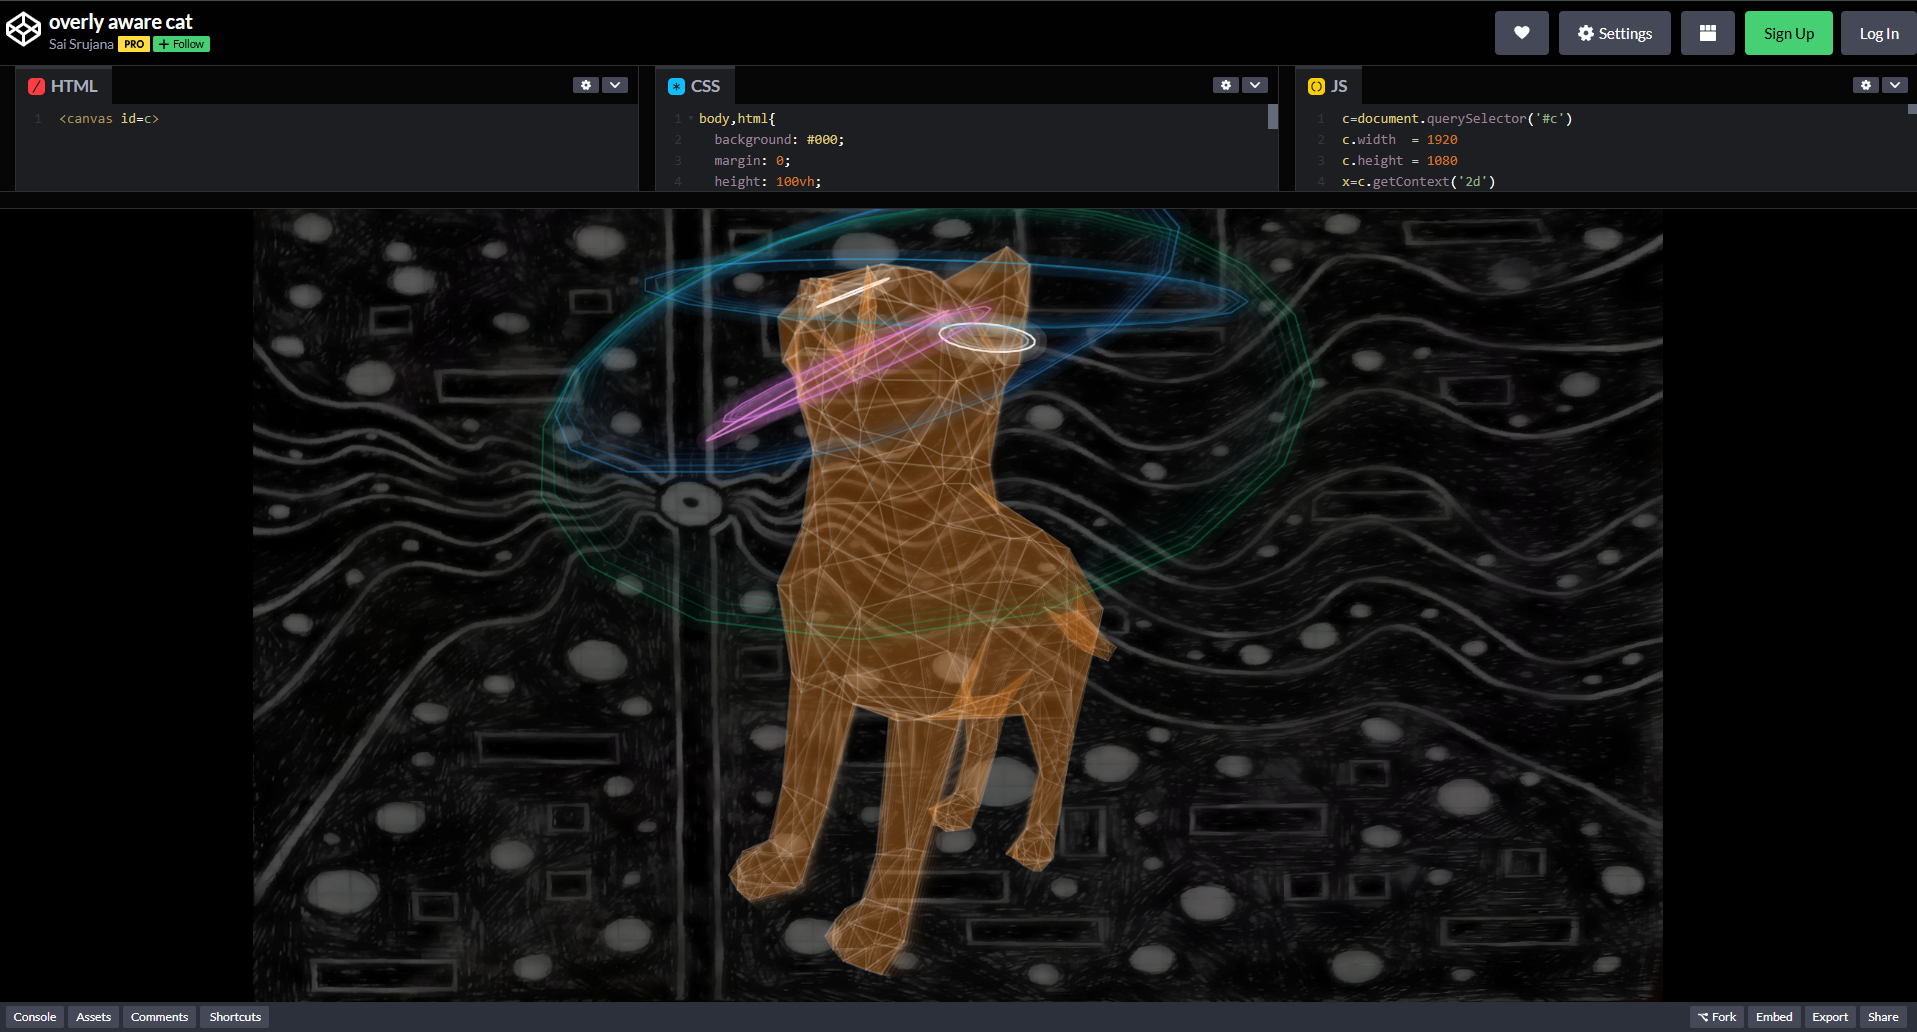 overly aware cat
Sai Srujana PRO + Follow
Settings
Sign Up
Log In
HTML
1 <canvas id=c>
CSS
1 body,html{
2 background: #000;
3 margin: 0;
4 height: 100vh;
JS
1 c=document.querySelector('#c')
2 c.width = 1920
3 c.height = 1080
4 x=c.getContext('2d')
Console
Assets
Comments
Shortcuts
Fork
Embed
Export
Share